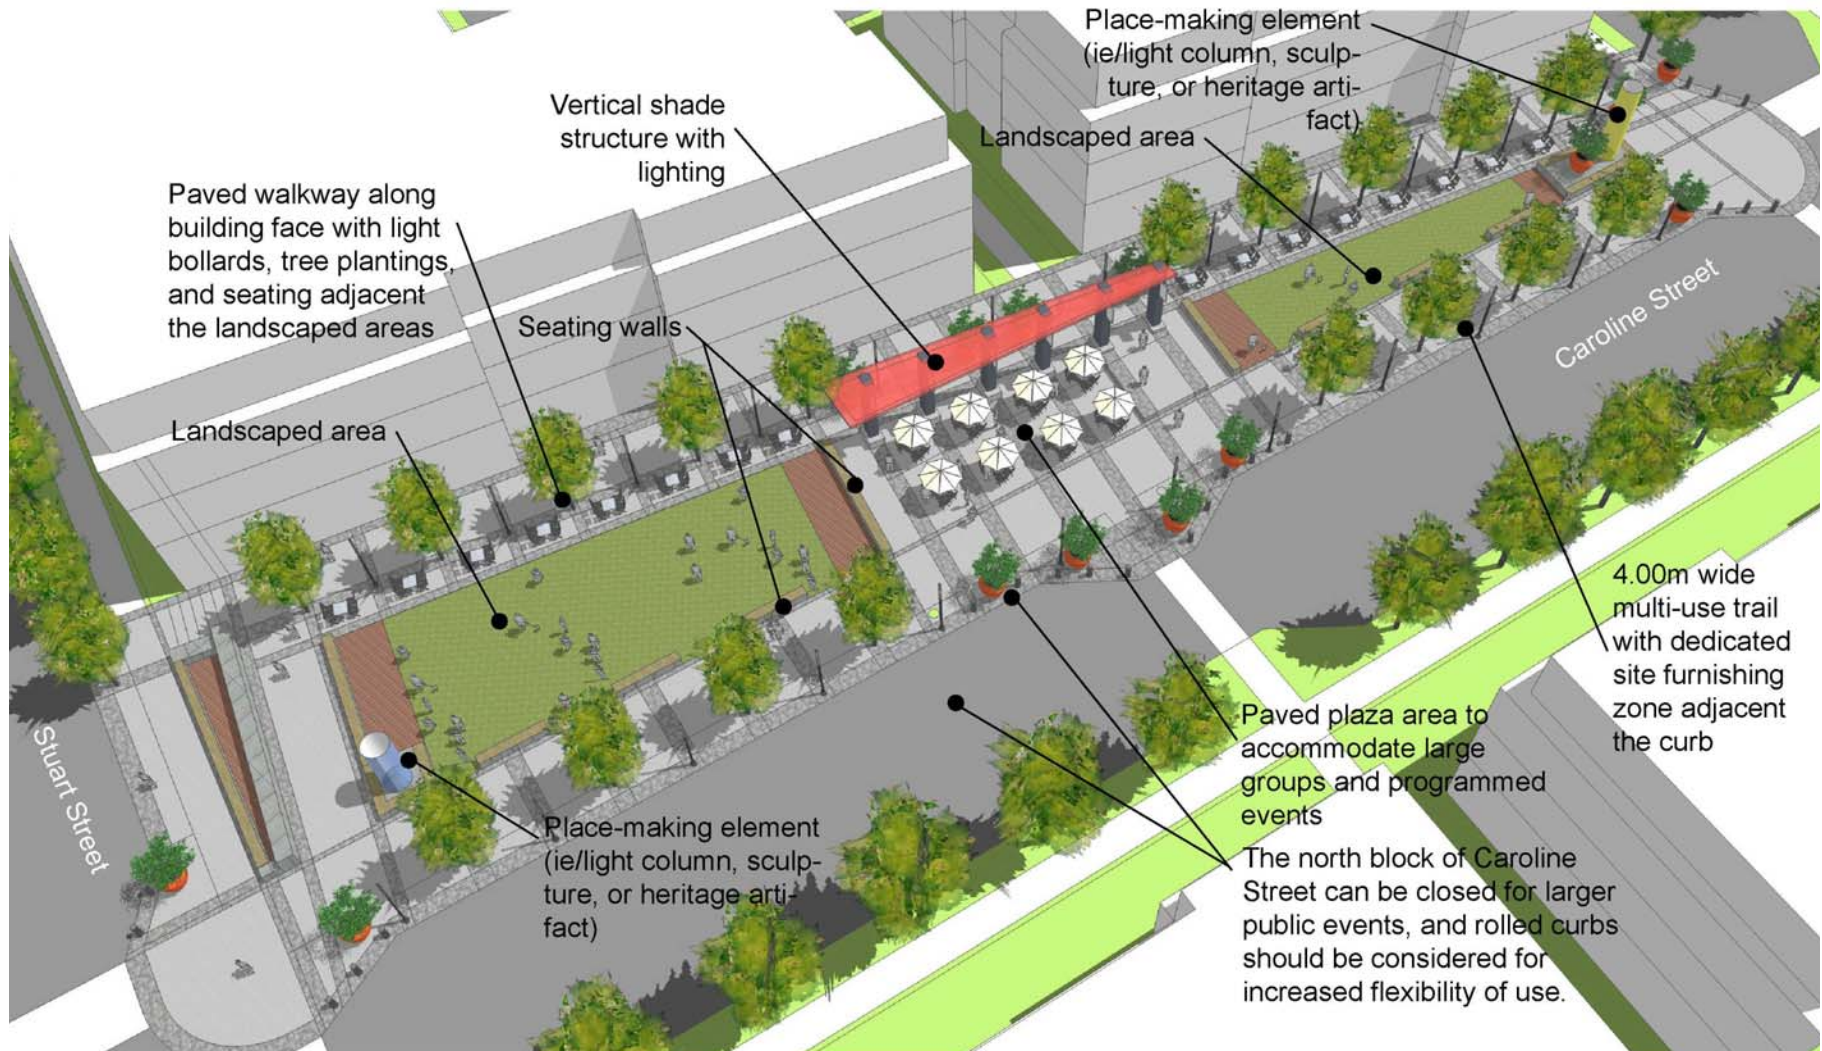 Place-making element
(ie/light column, sculp-
ture, or heritage arti-
fact)
Vertical shade
structure with
lighting
Landscaped area
Paved walkway along
building face with light
bollards, tree plantings,
and seating adjacent
the landscaped areas
Seating walls
Caroline Street
Landscaped area
4.00m wide
multi-use trail
with dedicated
site furnishing
zone adjacent
the curb
Stuart Street
Paved plaza area to
accommodate large
groups and programmed
events
Place-making element
(ie/light column, sculp-
ture, or heritage arti-
fact)
The north block of Caroline
Street can be closed for larger
public events, and rolled curbs
should be considered for
increased flexibility of use.